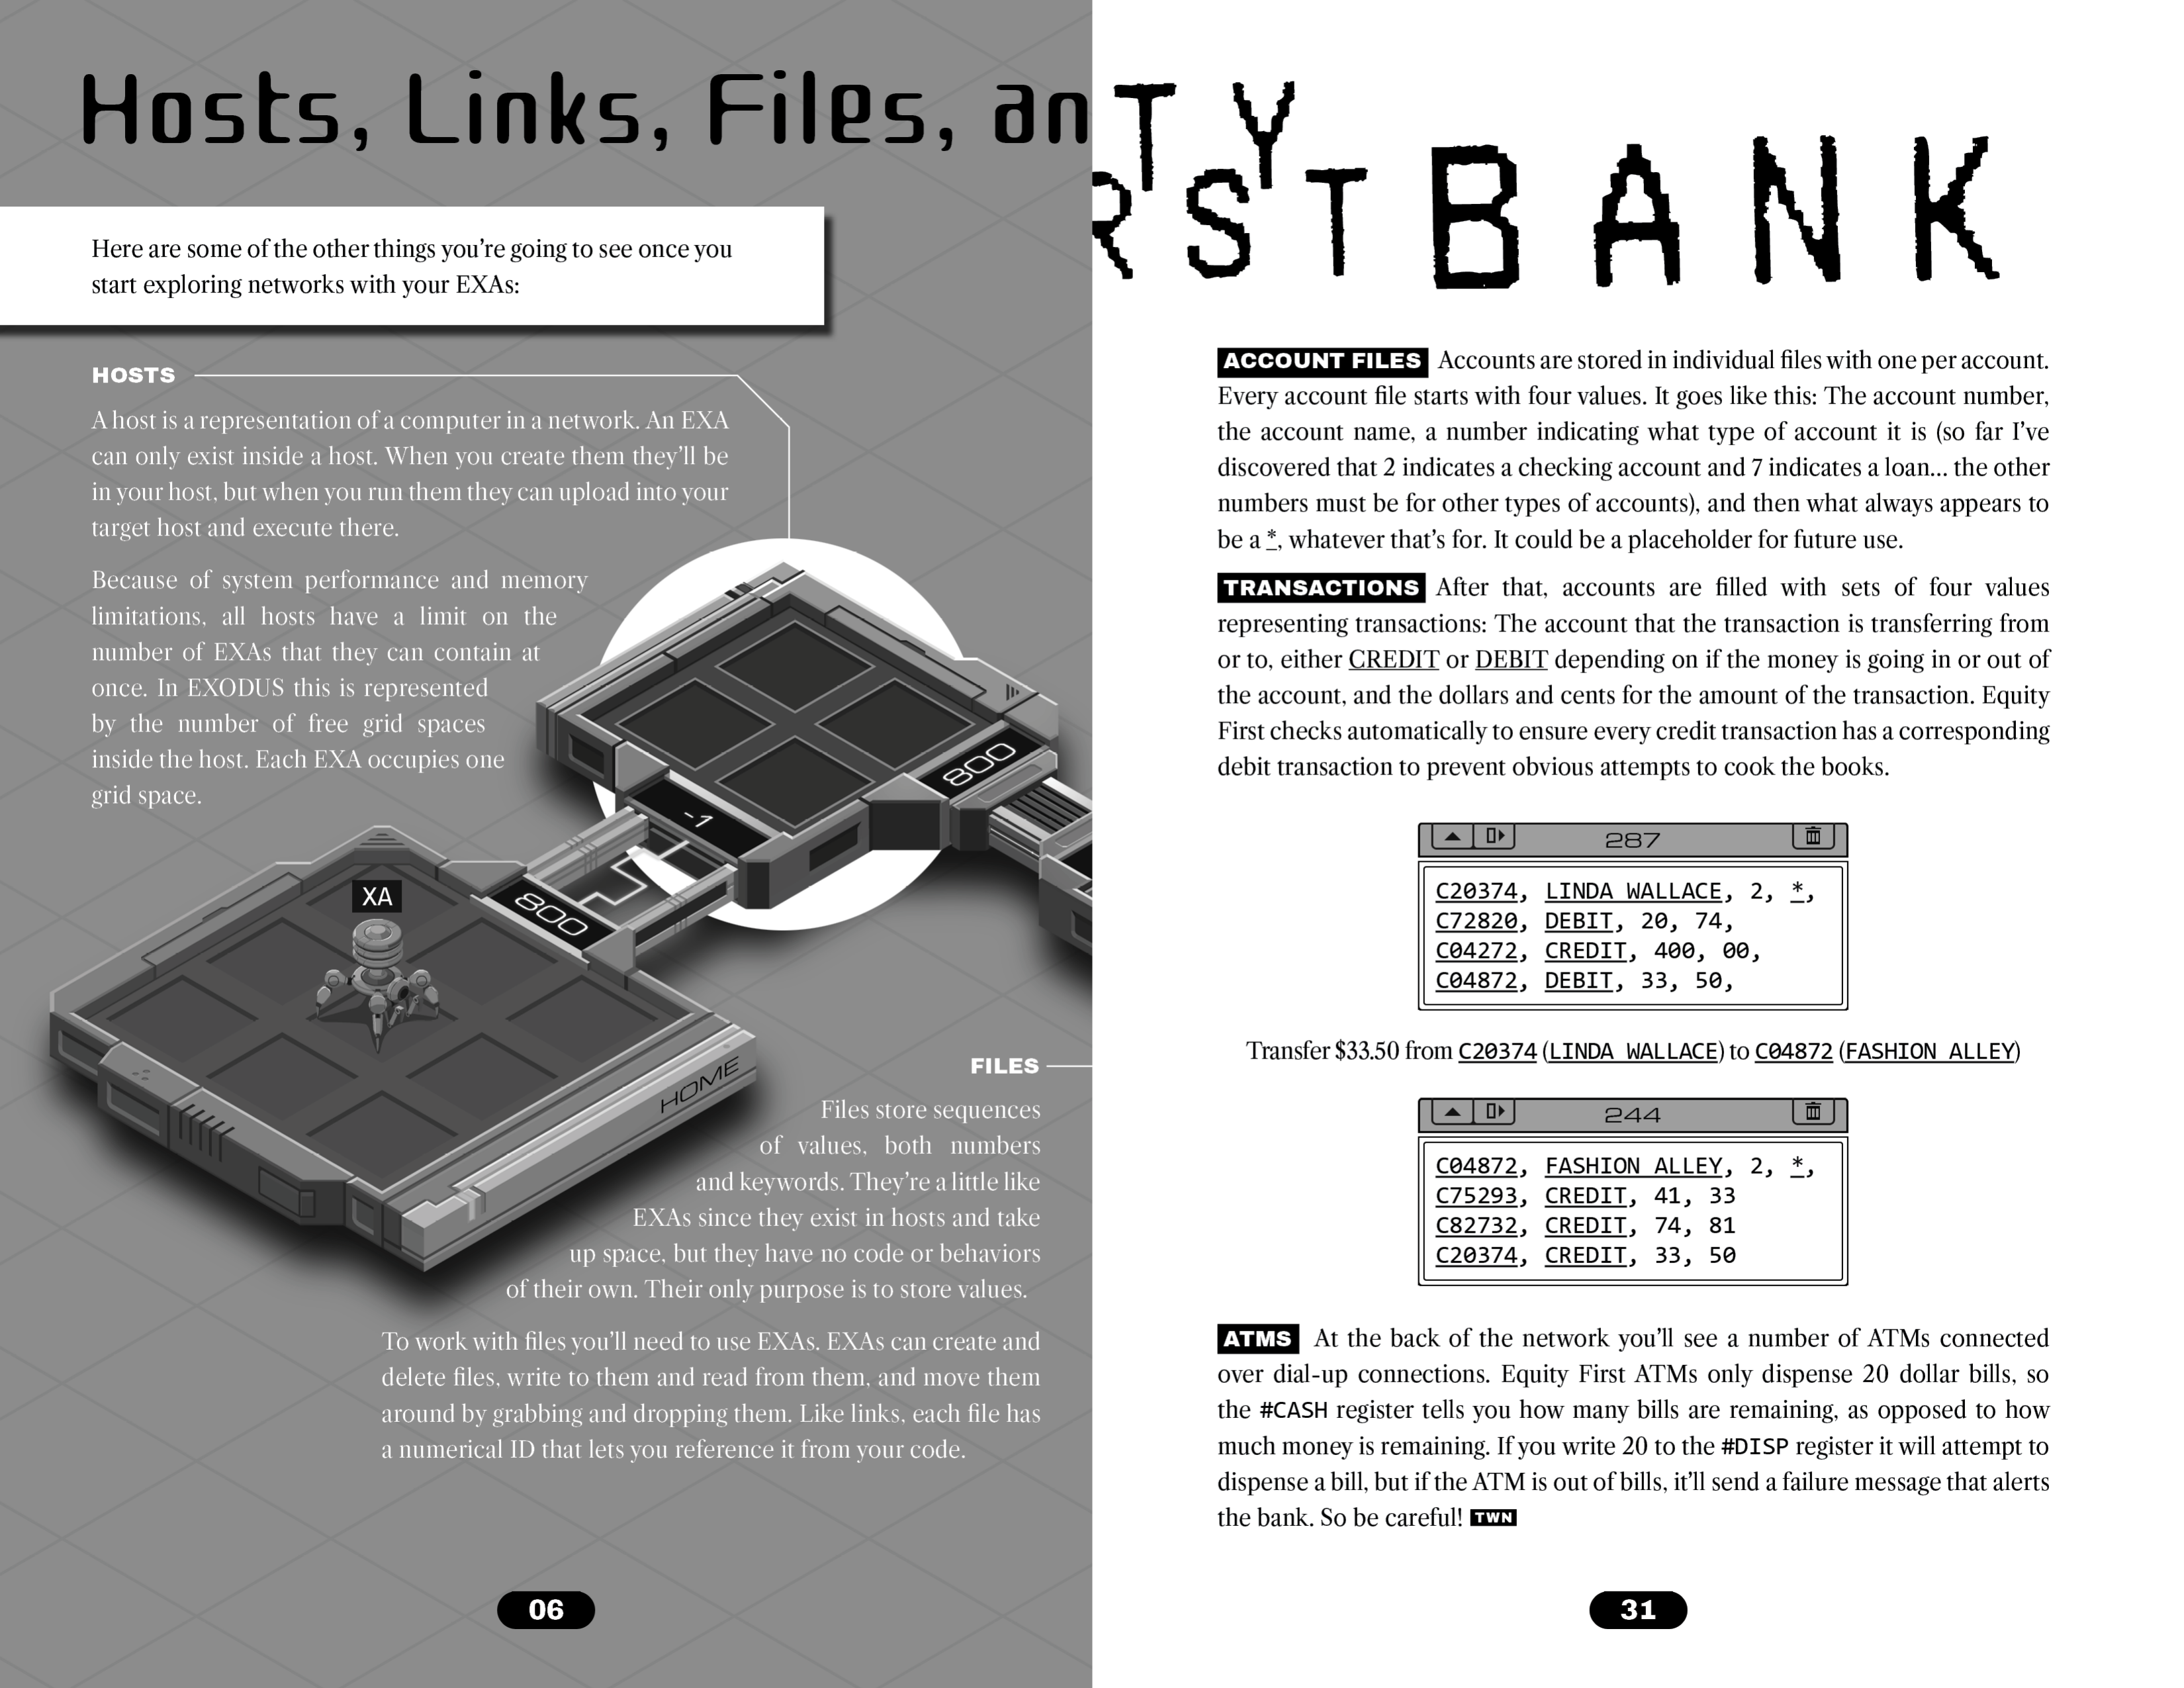 Hosts, Links, Files, an
Here are some of the other things you're going to see once you
start exploring networks with your EXAs:
HOSTS
A host is a representation of a computer in a network. An EXA
can only exist inside a host. When you create them they'll be
in your host, but when you run them they can upload into your
target host and execute there.
Because of system performance and memory
limitations, all hosts have a limit on the
number of EXAs that they can contain at
once. In EXODUS this is represented
by the number of free grid spaces
inside the host. Each EXA occupies one
grid space.
800
-1
XA
800
HOME
FILES
Files store sequences
of values, both numbers
and keywords. They're a little like
EXAs since they exist in hosts and take
up space, but they have no code or behaviors
of their own. Their only purpose is to store values.
To work with files you'll need to use EXAs. EXAs can create and
delete files, write to them and read from them, and move them
around by grabbing and dropping them. Like links, each file has
a numerical ID that lets you reference it from your code.
06
TY
RST BANK
ACCOUNT FILES Accounts are stored in individual files with one per account.
Every account file starts with four values. It goes like this: The account number,
the account name, a number indicating what type of account it is (so far I've
discovered that 2 indicates a checking account and 7 indicates a loan... the other
numbers must be for other types of accounts), and then what always appears to
be a *, whatever that's for. It could be a placeholder for future use.
TRANSACTIONS After that, accounts are filled with sets of four values
representing transactions: The account that the transaction is transferring from
or to, either CREDIT or DEBIT depending on if the money is going in or out of
the account, and the dollars and cents for the amount of the transaction. Equity
First checks automatically to ensure every credit transaction has a corresponding
debit transaction to prevent obvious attempts to cook the books.
287
C20374, LINDA WALLACE, 2, *,
C72820, DEBIT, 20, 74,
C04272, CREDIT, 400, 00,
C04872, DEBIT, 33, 50,
Transfer $33.50 from C20374 (LINDA WALLACE) to C04872 (FASHION ALLEY)
244
C04872, FASHION ALLEY, 2, *,
C75293, CREDIT, 41, 33
C82732, CREDIT, 74, 81
C20374, CREDIT, 33, 50
ATMS At the back of the network you'll see a number of ATMs connected
over dial-up connections. Equity First ATMs only dispense 20 dollar bills, so
the #CASH register tells you how many bills are remaining, as opposed to how
much money is remaining. If you write 20 to the #DISP register it will attempt to
dispense a bill, but if the ATM is out of bills, it'll send a failure message that alerts
the bank. So be careful! TWN
31